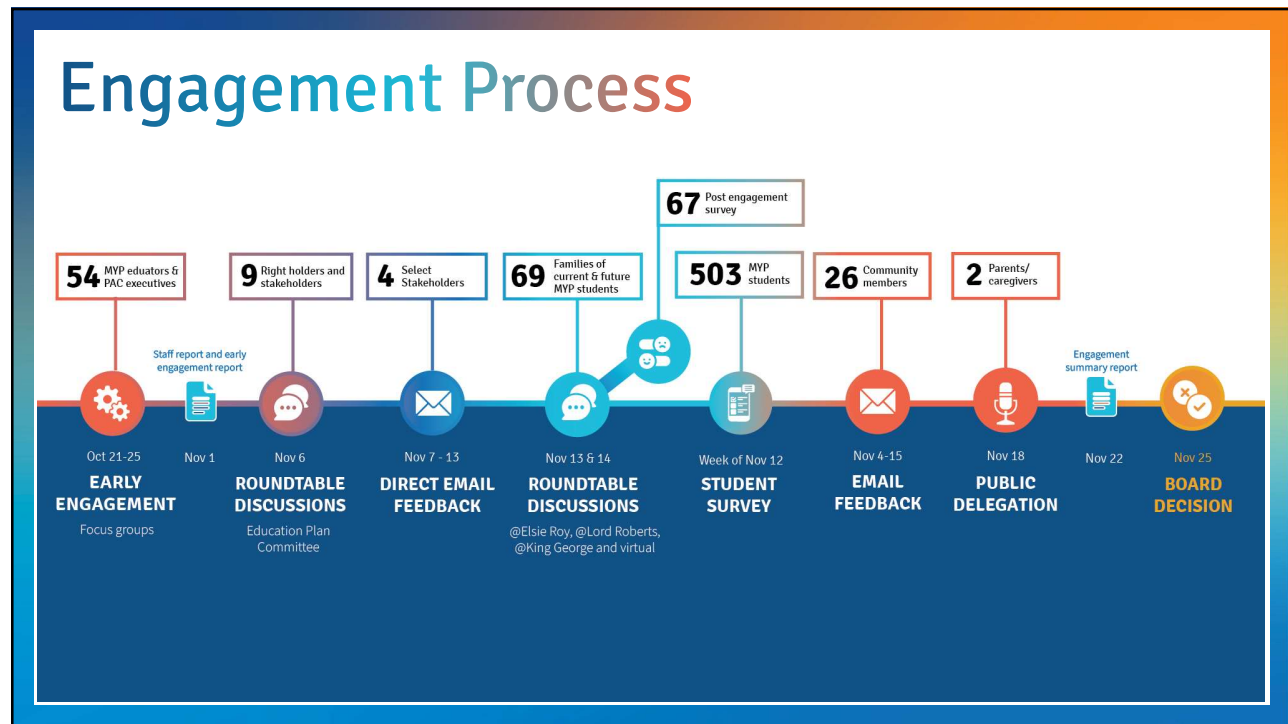 Engagement Process
67 Post engagement
survey
54 MYP eduators &
PAC executives
9 Right holders and
stakeholders
4 Select
Stakeholders
69 Families of
current & future
MYP students
503 MYP
students
26 Community
members
2 Parents/
caregivers
Staff report and early
engagement report
Engagement
summary report
Oct 21-25
EARLY
ENGAGEMENT
Focus groups
Nov 1
Nov 6
ROUNDTABLE
DISCUSSIONS
Education Plan
Committee
Nov 7 - 13
DIRECT EMAIL
FEEDBACK
Nov 13 & 14
ROUNDTABLE
DISCUSSIONS
@Elsie Roy, @Lord Roberts,
@King George and virtual
Week of Nov 12
STUDENT
SURVEY
Nov 4-15
EMAIL
FEEDBACK
Nov 18
PUBLIC
DELEGATION
Nov 22
Nov 25
BOARD
DECISION